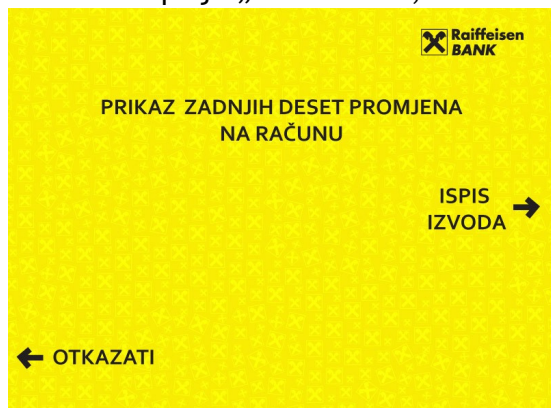 Raiffeisen
BANK
PRIKAZ ZADNJIH DESET PROMJENA
NA RAČUNU
ISPIS
IZVODA
OTKAZATI